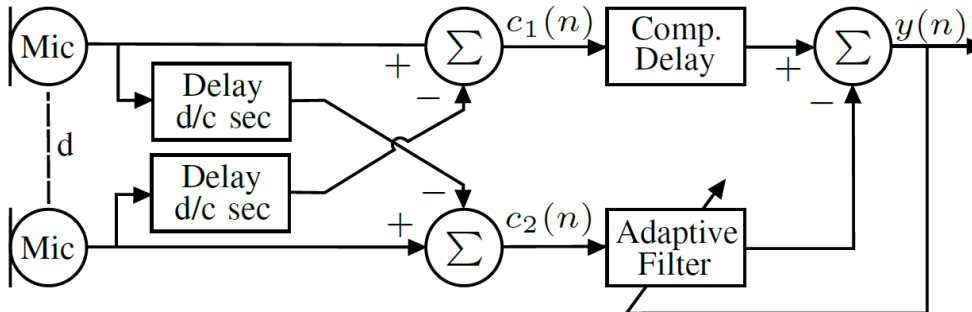 Mic
+
Σ
c₁(n)
Comp.
Delay
+
Σ
y(n)
−
−
Delay
d/c sec
d
Delay
d/c sec
−
Mic
+
Σ
c₂(n)
Adaptive
Filter